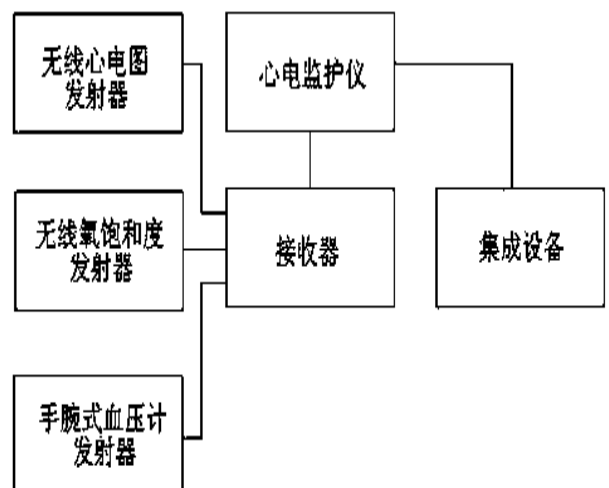 无线心电图
发射器
心电监护仪
无线氧饱和度
发射器
接收器
集成设备
手腕式血压计
发射器